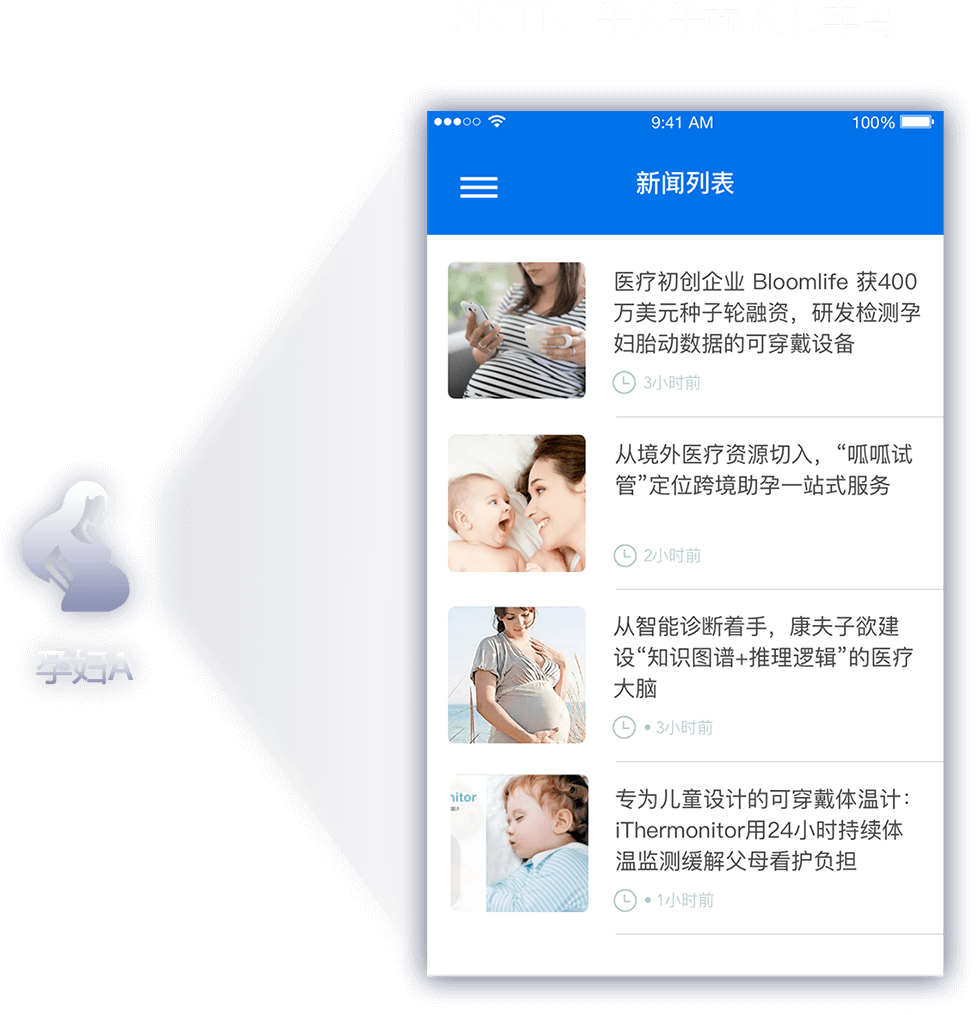 9:41 AM
100%
新闻列表
医疗初创企业 Bloomlife 获400
万美元种子轮融资，研发检测孕
妇胎动数据的可穿戴设备
3小时前
从境外医疗资源切入，“呱呱试
管”定位跨境助孕一站式服务
2小时前
从智能诊断着手，康夫子欲建
设“知识图谱+推理逻辑”的医疗
大脑
• 3小时前
专为儿童设计的可穿戴体温计：
iThermonitor用24小时持续体
温监测缓解父母看护负担
• 1小时前
孕妇A